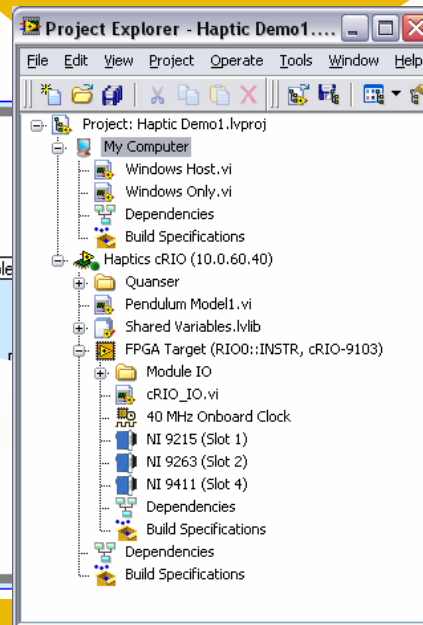 Project Explorer - Haptic Demo1....
File Edit View Project Operate Tools Window Help
Project: Haptic Demo1.lvproj
My Computer
Windows Host.vi
Windows Only.vi
Dependencies
Build Specifications
Haptics cRIO (10.0.60.40)
Quanser
Pendulum Model1.vi
Shared Variables.lvlib
FPGA Target (RIO0::INSTR, cRIO-9103)
Module IO
cRIO_IO.vi
40 MHz Onboard Clock
NI 9215 (Slot 1)
NI 9263 (Slot 2)
NI 9411 (Slot 4)
Dependencies
Build Specifications
Dependencies
Build Specifications